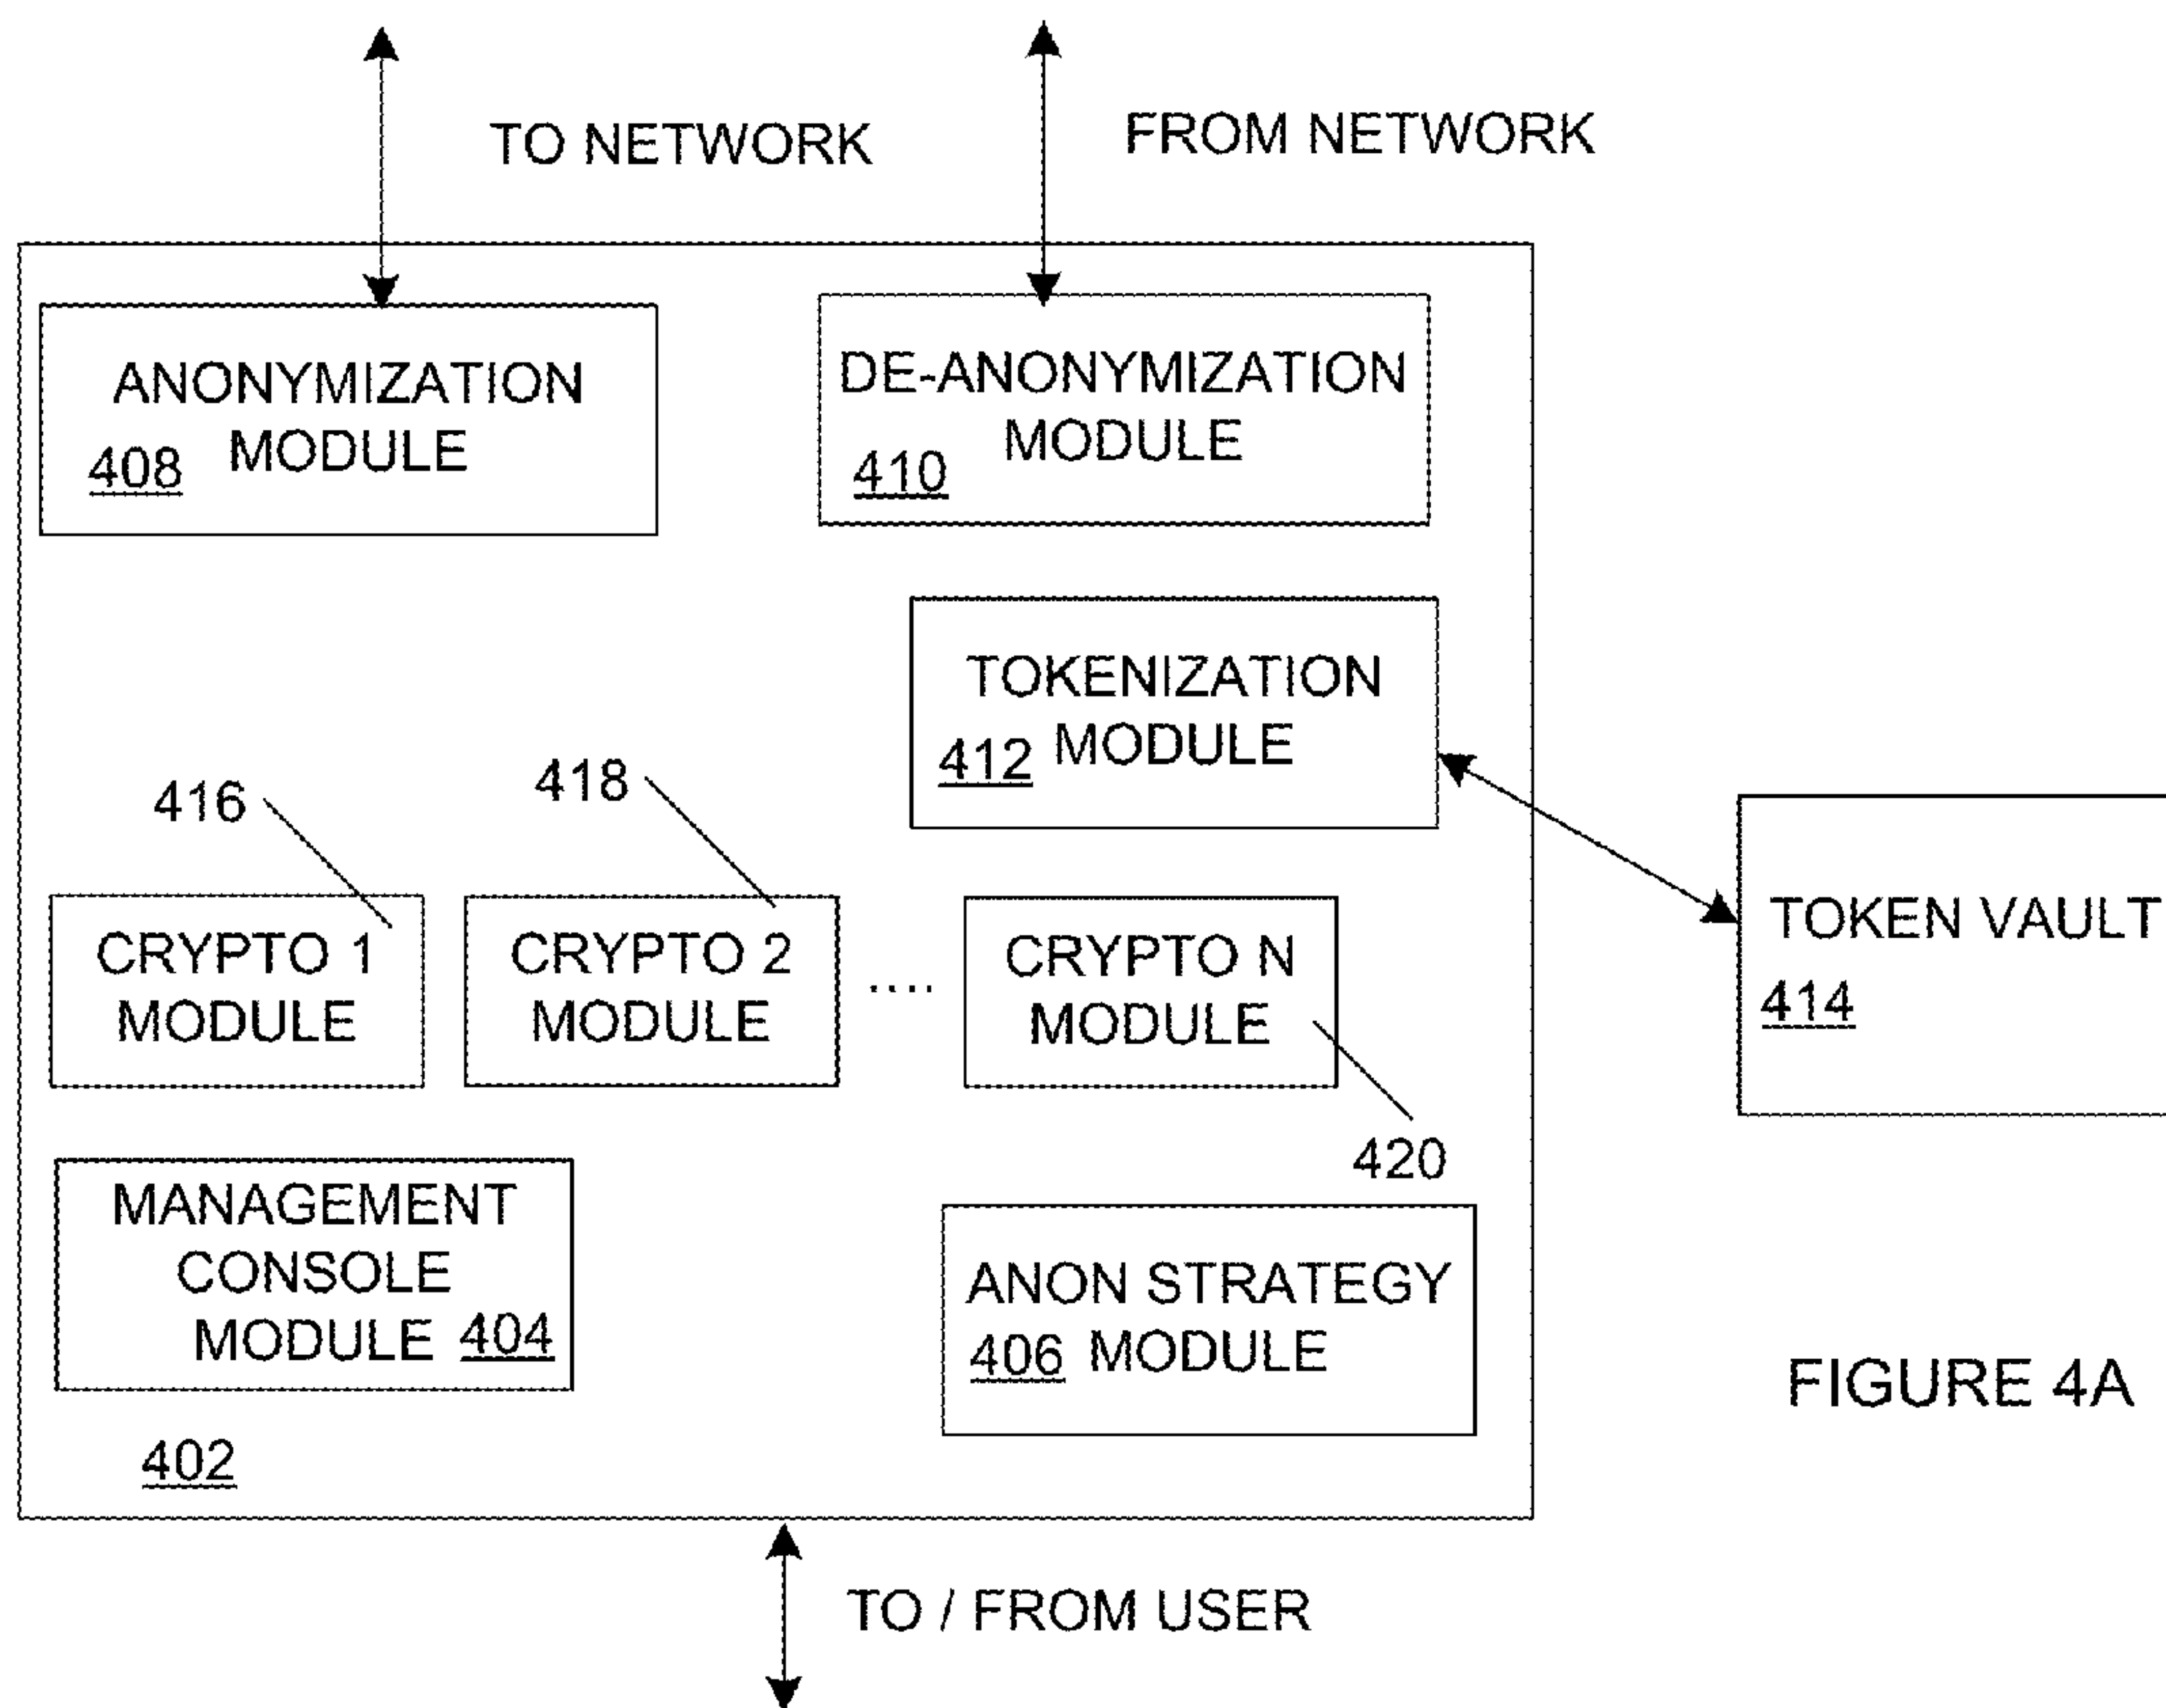 TO NETWORK
FROM NETWORK
ANONYMIZATION
MODULE
408
DE-ANONYMIZATION
MODULE
410
TOKENIZATION
MODULE
412
416
418
CRYPTO 1
MODULE
CRYPTO 2
MODULE
....
CRYPTO N
MODULE
420
TOKEN VAULT
414
MANAGEMENT
CONSOLE
MODULE 404
ANON STRATEGY
406 MODULE
402
FIGURE 4A
TO / FROM USER